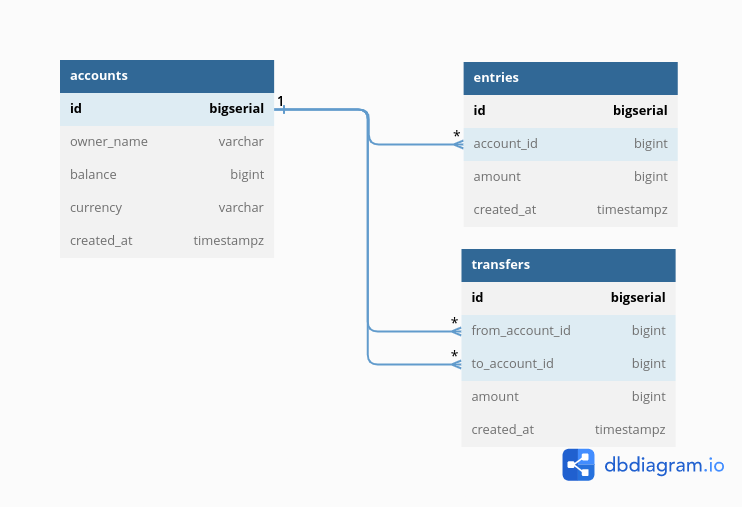 accounts
id bigserial
owner_name varchar
balance bigint
currency varchar
created_at timestampz
1
*
entries
id bigserial
account_id bigint
amount bigint
created_at timestampz
transfers
id bigserial
*
from_account_id bigint
*
to_account_id bigint
amount bigint
created_at timestampz
dbdiagram.io